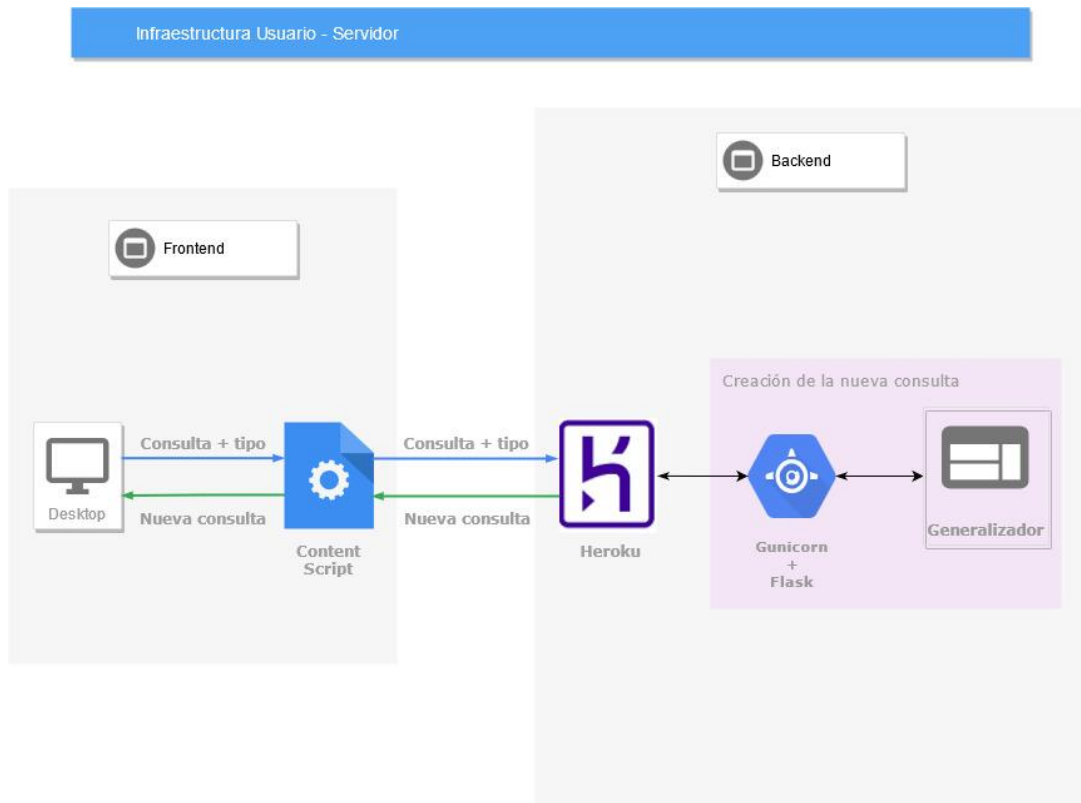 Infraestructura Usuario - Servidor
Backend
Frontend
Creación de la nueva consulta
Consulta + tipo
Consulta + tipo
Desktop
Nueva consulta
Nueva consulta
Content
Script
Heroku
Gunicorn
+
Flask
Generalizador